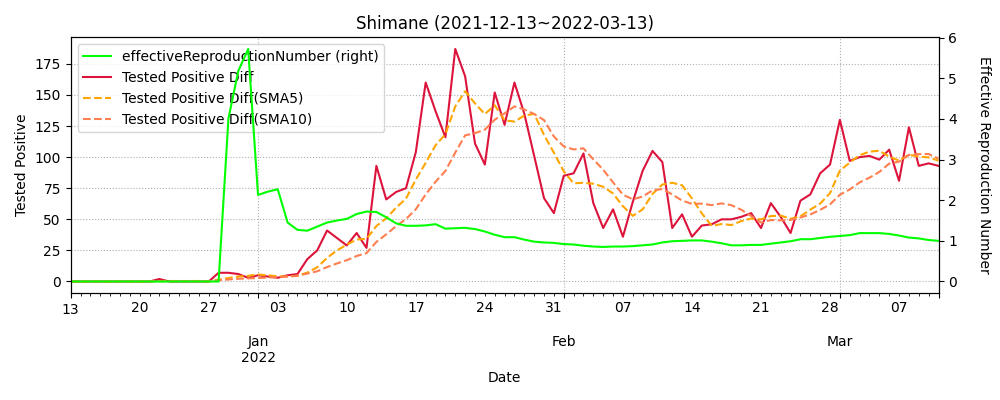 Shimane (2021-12-13~2022-03-13)
effectiveReproductionNumber (right)
Tested Positive Diff
Tested Positive Diff(SMA5)
Tested Positive Diff(SMA10)
Tested Positive
175
150
125
100
75
50
25
0
6
5
4
3
2
1
0
Effective Reproduction Number
13 20 27 03 10 17 24 31 07 14 21 28 07
Jan Feb Mar
2022
Date